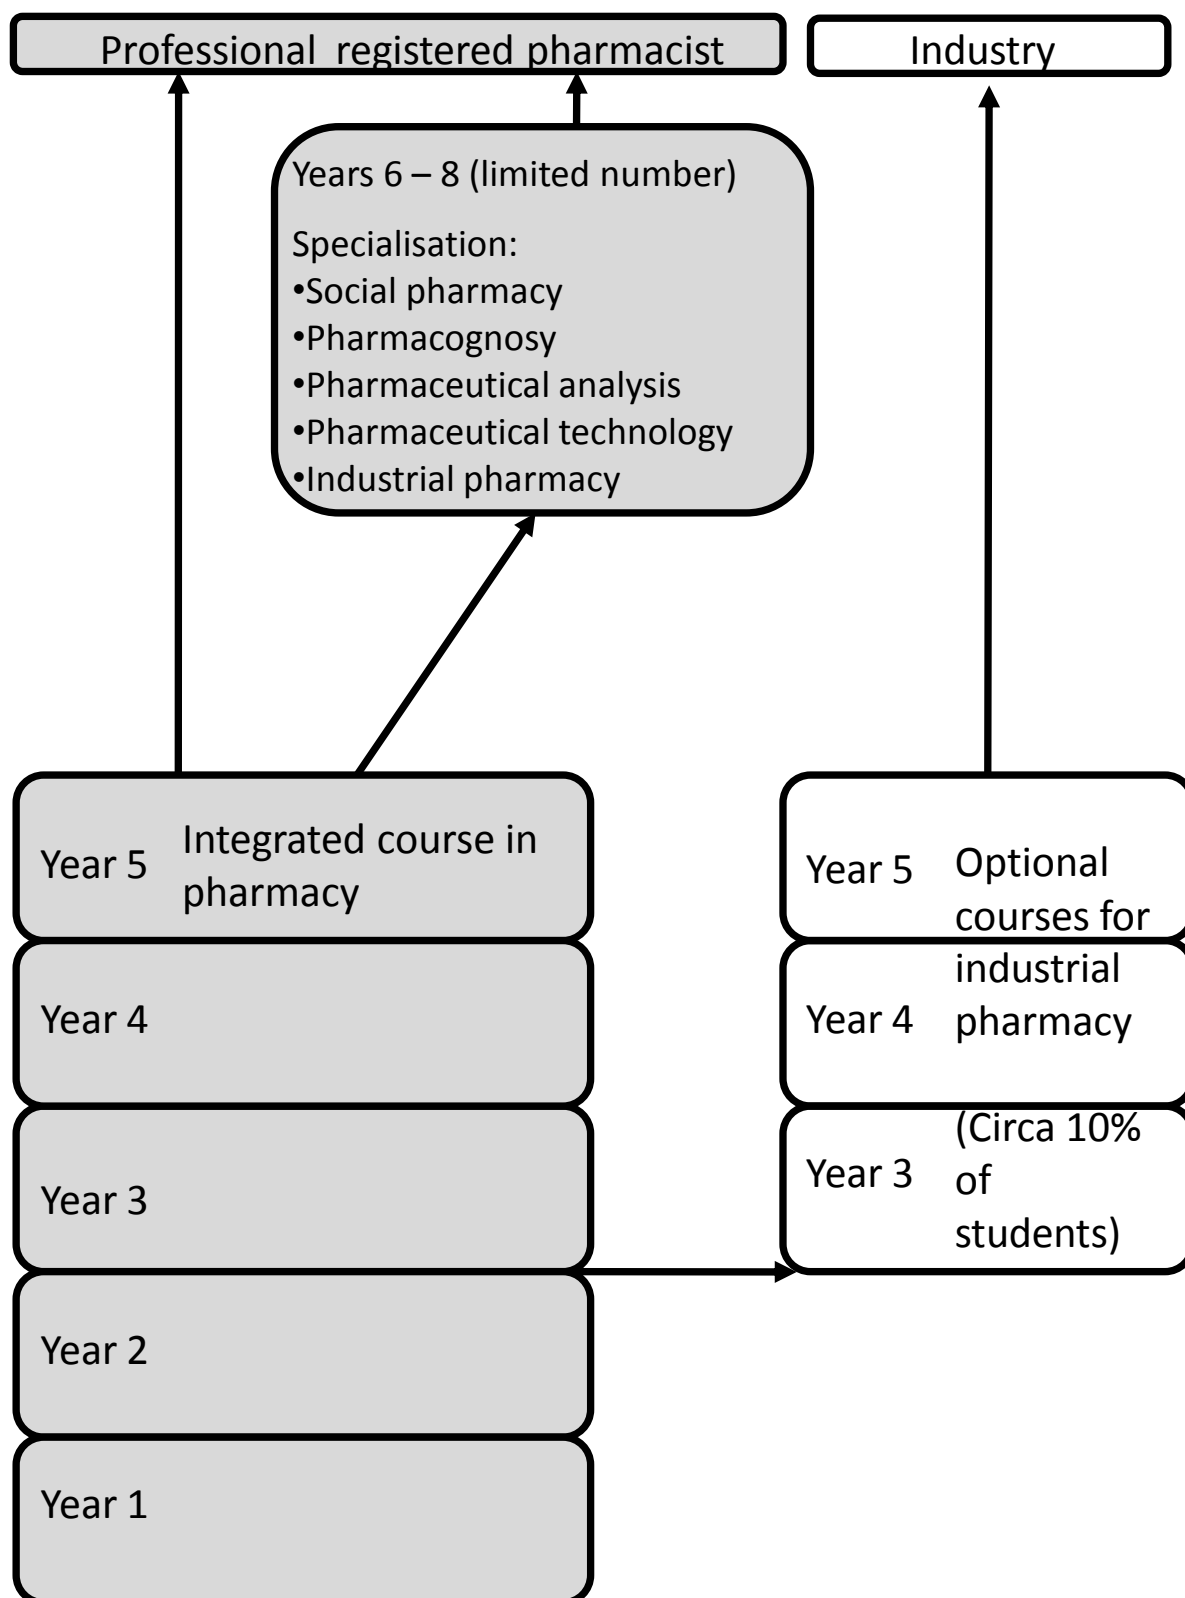 Professional registered pharmacist
Industry
Years 6 – 8 (limited number)
Specialisation:
•Social pharmacy
•Pharmacognosy
•Pharmaceutical analysis
•Pharmaceutical technology
•Industrial pharmacy
Year 5
Integrated course in
pharmacy
Year 4
Year 3
Year 2
Year 1
Year 5
Optional
courses for
industrial
pharmacy
Year 4
(Circa 10%
of
students)
Year 3